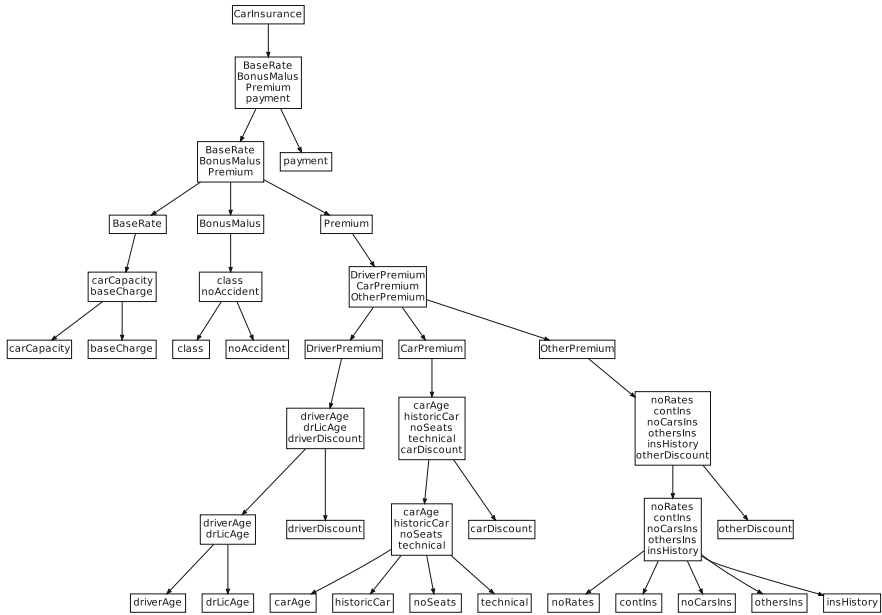 CarInsurance
BaseRate
BonusMalus
Premium
payment
BaseRate
BonusMalus
Premium
payment
BaseRate
BonusMalus
Premium
carCapacity
baseCharge
class
noAccident
DriverPremium
CarPremium
OtherPremium
carCapacity
baseCharge
class
noAccident
DriverPremium
CarPremium
OtherPremium
driverAge
drLicAge
driverDiscount
carAge
historicCar
noSeats
technical
carDiscount
noRates
contIns
noCarsIns
othersIns
insHistory
otherDiscount
driverAge
drLicAge
driverDiscount
carAge
historicCar
noSeats
technical
carDiscount
noRates
contIns
noCarsIns
othersIns
insHistory
otherDiscount
driverAge
drLicAge
carAge
historicCar
noSeats
technical
noRates
contIns
noCarsIns
othersIns
insHistory